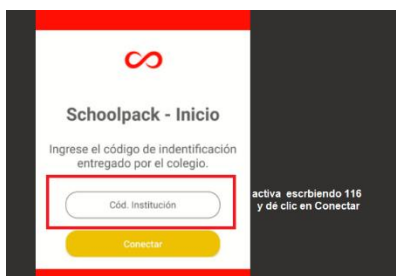 Schoolpack - Inicio
Ingrese el código de indentificación
entregado por el colegio.
Cód. Institución
activa escrbiendo 116
y dé clic en Conectar
Conectar